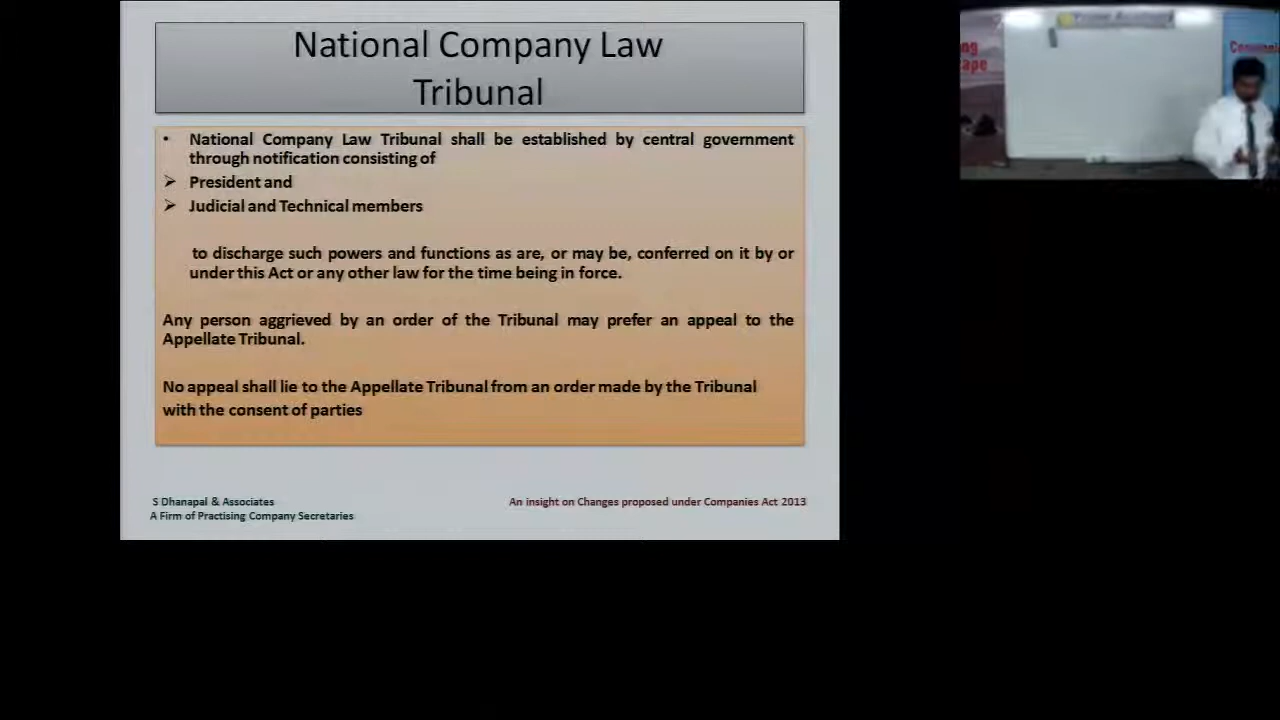 National Company Law
Tribunal
• National Company Law Tribunal shall be established by central government
through notification consisting of
➢ President and
➢ Judicial and Technical members
to discharge such powers and functions as are, or may be, conferred on it by or
under this Act or any other law for the time being in force.
Any person aggrieved by an order of the Tribunal may prefer an appeal to the
Appellate Tribunal.
No appeal shall lie to the Appellate Tribunal from an order made by the Tribunal
with the consent of parties
S Dhanapal & Associates
A Firm of Practising Company Secretaries
An insight on Changes proposed under Companies Act 2013